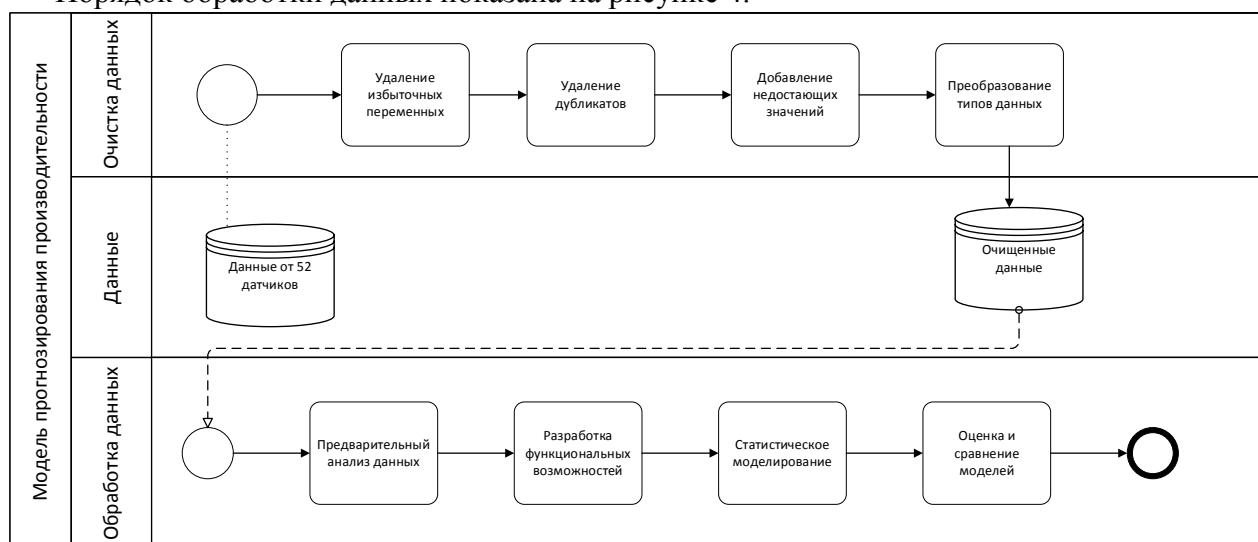 Порядок обработки данных показана на рисунке 4.
Модель прогнозирования производительности
Очистка данных
Удаление
избыточных
переменных
Удаление
дубликатов
Добавление
недостающих
значений
Преобразование
типов данных
Данные
Данные от 52
датчиков
Очищенные
данные
Обработка данных
Предварительный
анализ данных
Разработка
функциональных
возможностей
Статистическое
моделирование
Оценка и
сравнение
моделей